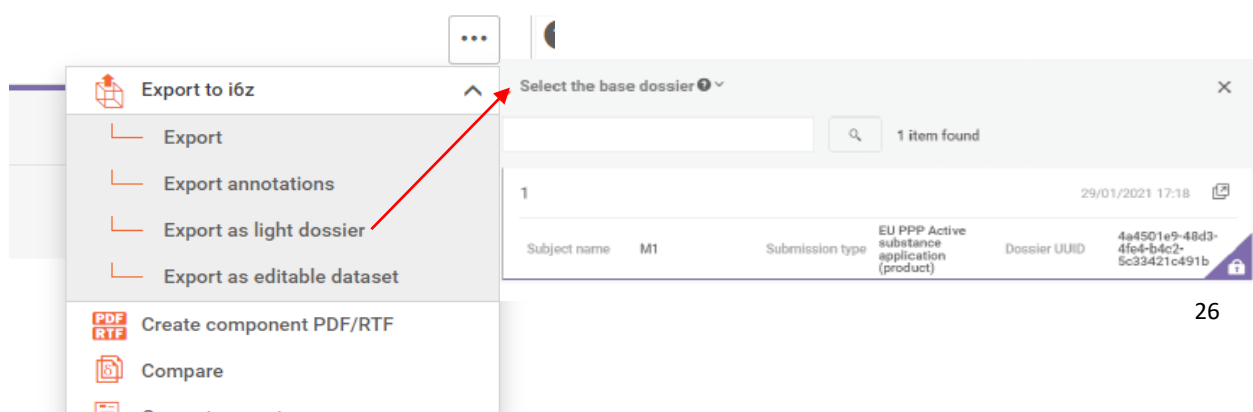 Export to i6z
Export
Export annotations
Export as light dossier
Export as editable dataset
PDF
RTF
Create component PDF/RTF
Compare
Select the base dossier
1 item found
1
29/01/2021 17:18
Subject name
M1
Submission type
EU PPP Active
substance
application
(product)
Dossier UUID
4a4501e9-48d3-
4fe4-b4c2-
5c33421c491b
26